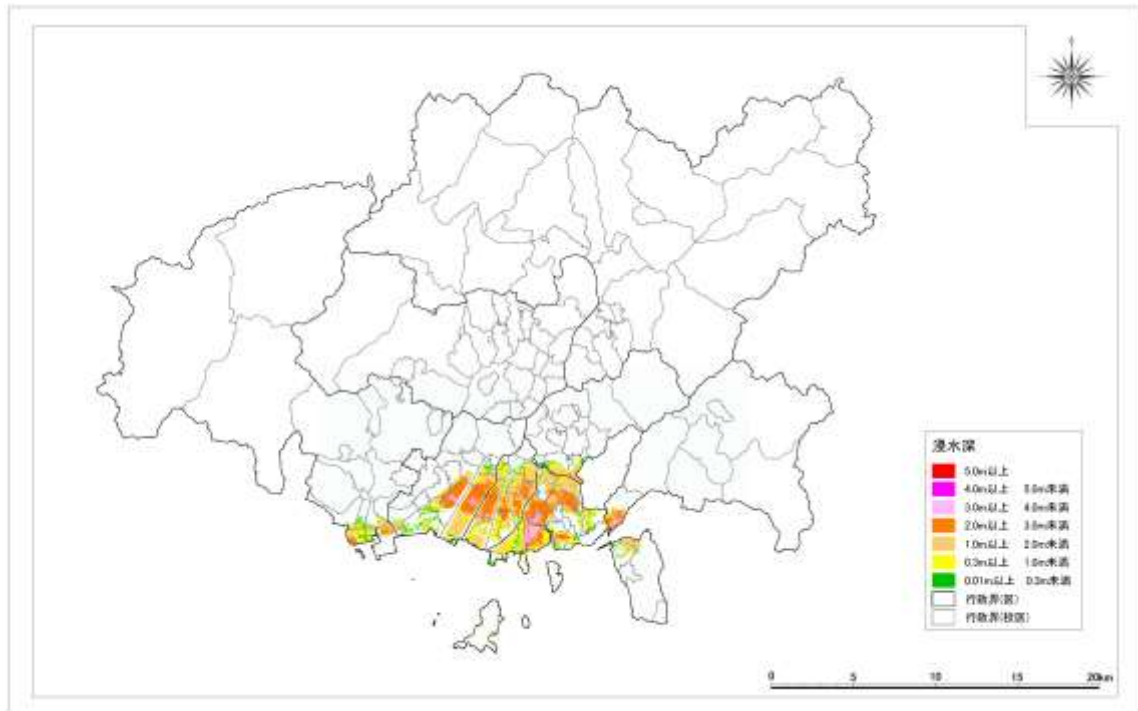 浸水深
5.0m以上
4.0m以上 5.0m未満
3.0m以上 4.0m未満
2.0m以上 3.0m未満
1.0m以上 2.0m未満
0.3m以上 1.0m未満
0.01m以上 0.3m未満
行政界(区)
行政界(校区)
0 5 10 15 20km